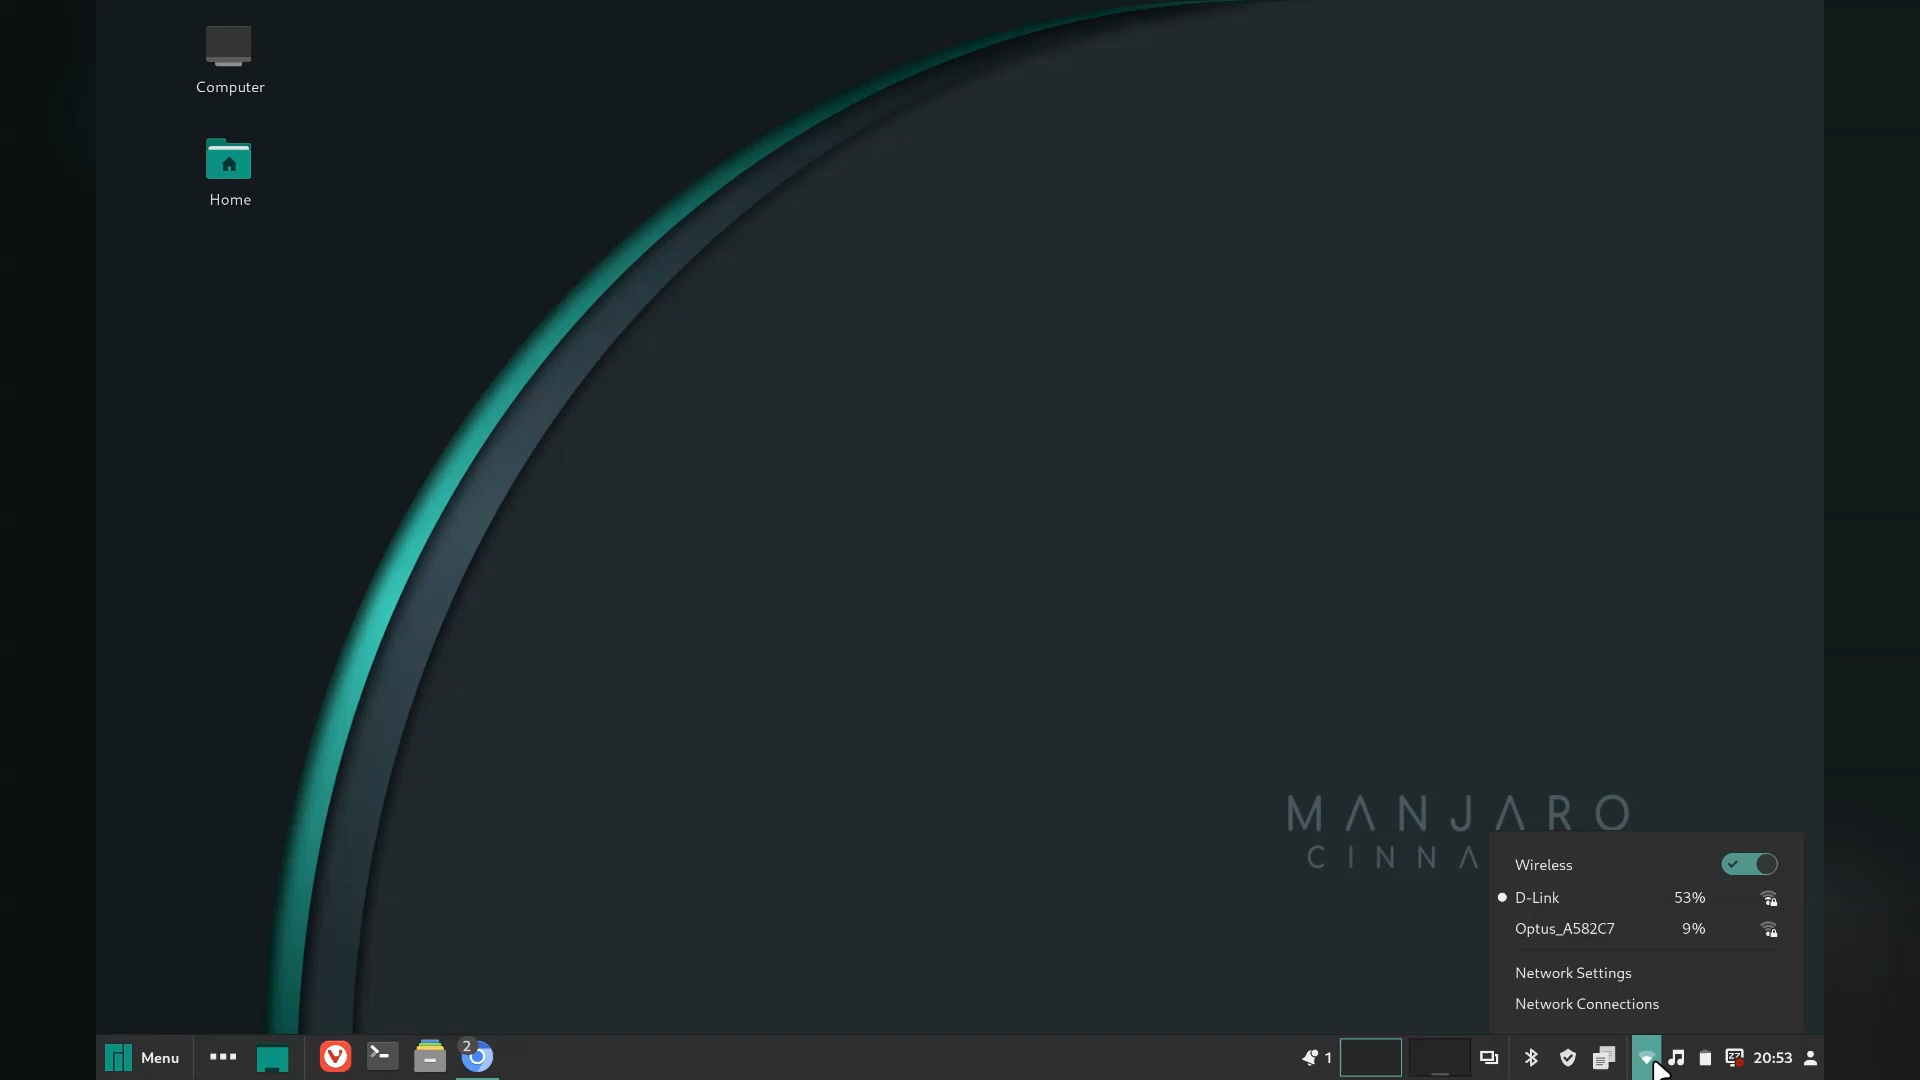 Computer
Home
MANJARO
CINNA
Wireless
D-Link 53%
Optus_A582C7 9%
Network Settings
Network Connections
Menu
2
1
20:53